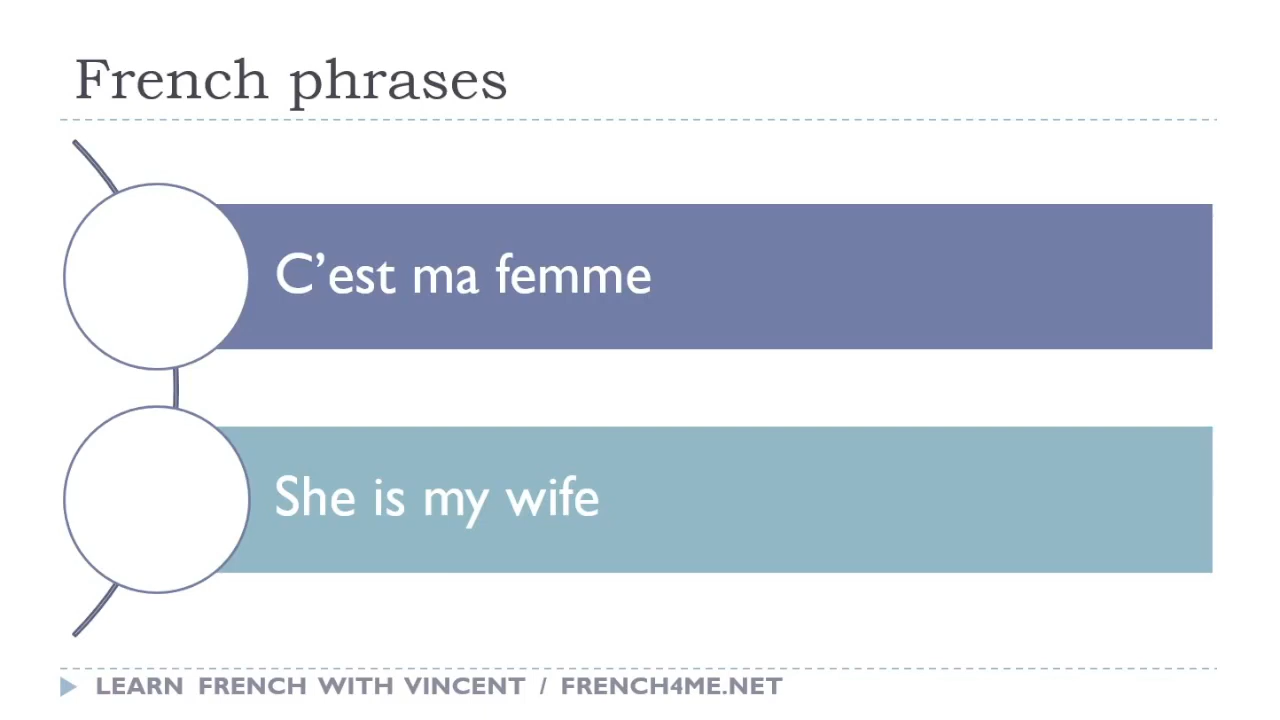 French phrases
C’est ma femme
She is my wife
LEARN FRENCH WITH VINCENT / FRENCH4ME.NET